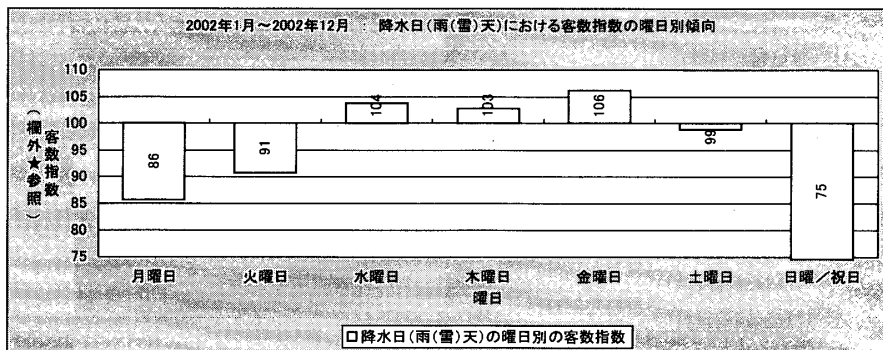 2002年1月～2002年12月 : 降水日(雨(雪)天)における客数指数の曜日別傾向
客数指数
(欄外★参照)
110
105
100
95
90
85
80
75
86
91
104
103
106
99
75
月曜日 火曜日 水曜日 木曜日 金曜日 土曜日 日曜／祝日
曜日
□降水日(雨(雪)天)の曜日別の客数指数